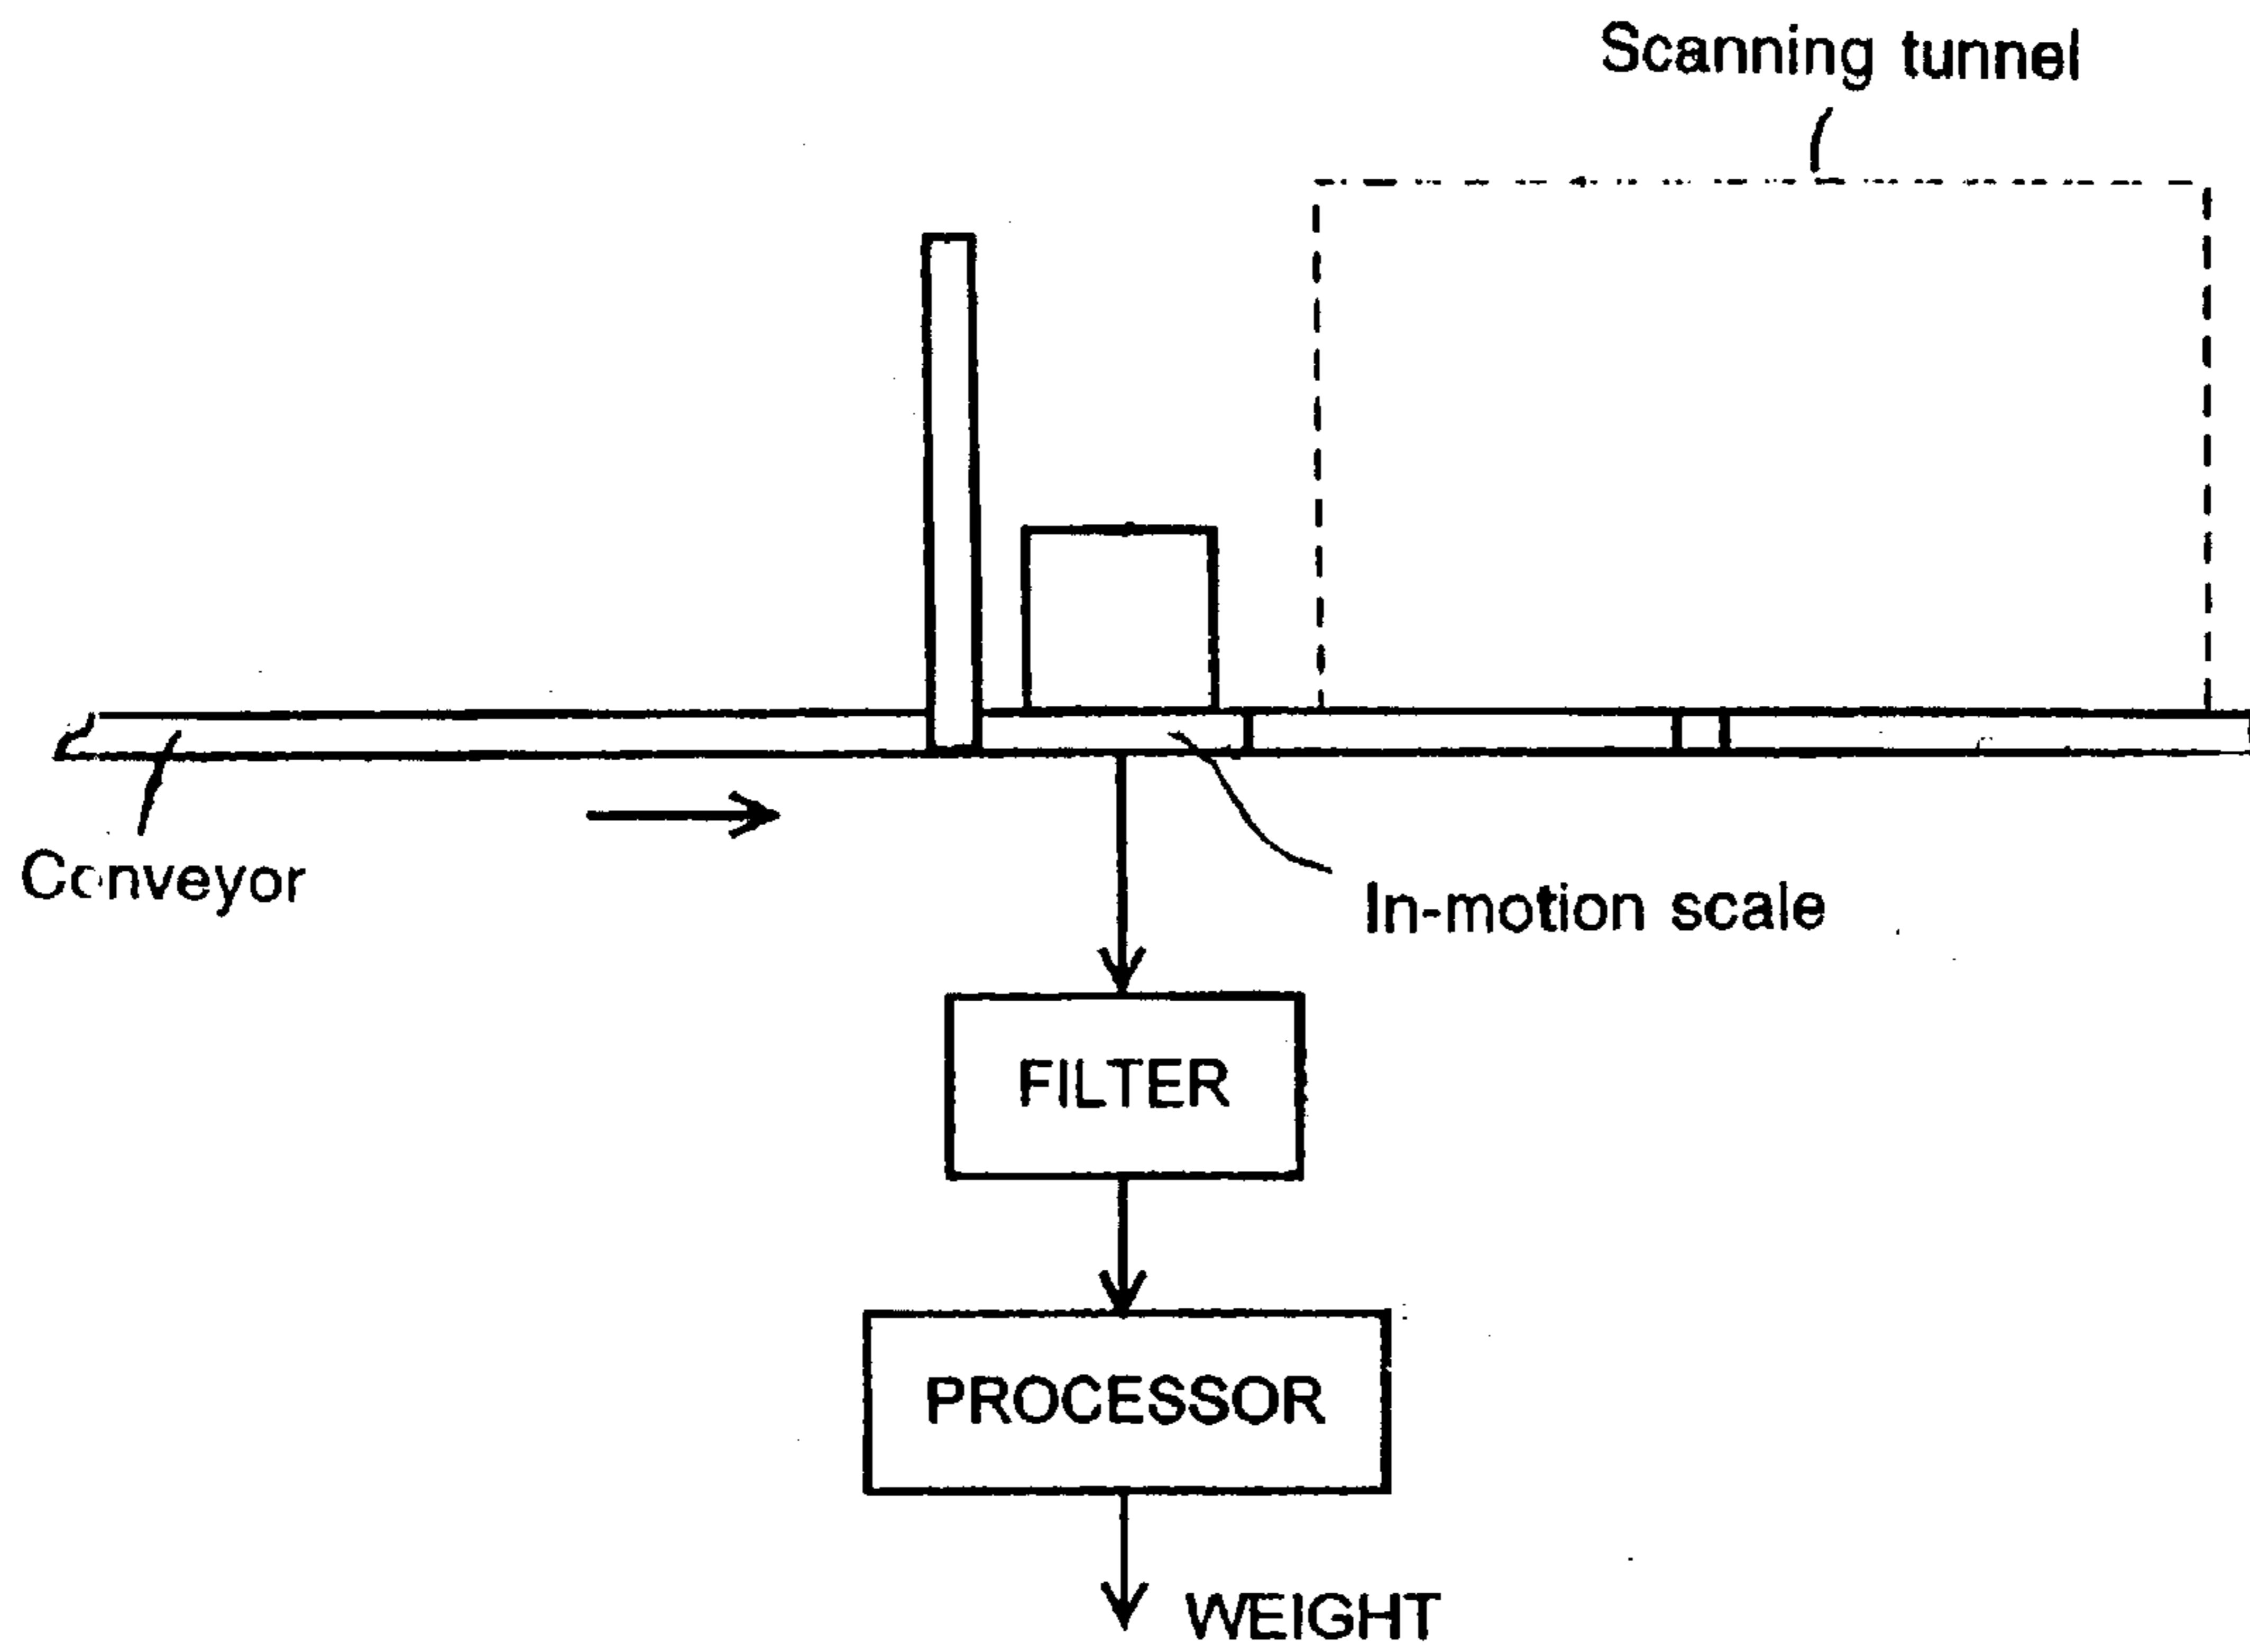 Scanning tunnel
Conveyor
In-motion scale
FILTER
PROCESSOR
WEIGHT